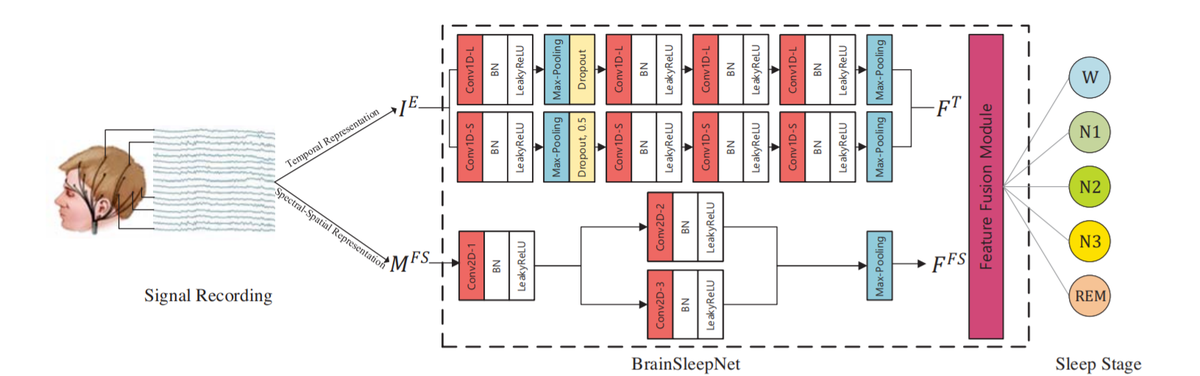 Signal Recording
Temporal Representation
Spectral-Spatial Representation
I^E
M^FS
Conv1D-L
BN
LeakyReLU
Max-Pooling
Dropout
Conv1D-L
BN
LeakyReLU
Conv1D-L
BN
LeakyReLU
Conv1D-L
BN
LeakyReLU
Max-Pooling
Conv1D-S
BN
LeakyReLU
Max-Pooling
Dropout, 0.5
Conv1D-S
BN
LeakyReLU
Conv1D-S
BN
LeakyReLU
Conv1D-S
BN
LeakyReLU
Max-Pooling
F^T
Conv2D-1
BN
LeakyReLU
Conv2D-2
BN
LeakyReLU
Conv2D-3
BN
LeakyReLU
Max-Pooling
F^FS
Feature Fusion Module
W
N1
N2
N3
REM
BrainSleepNet
Sleep Stage